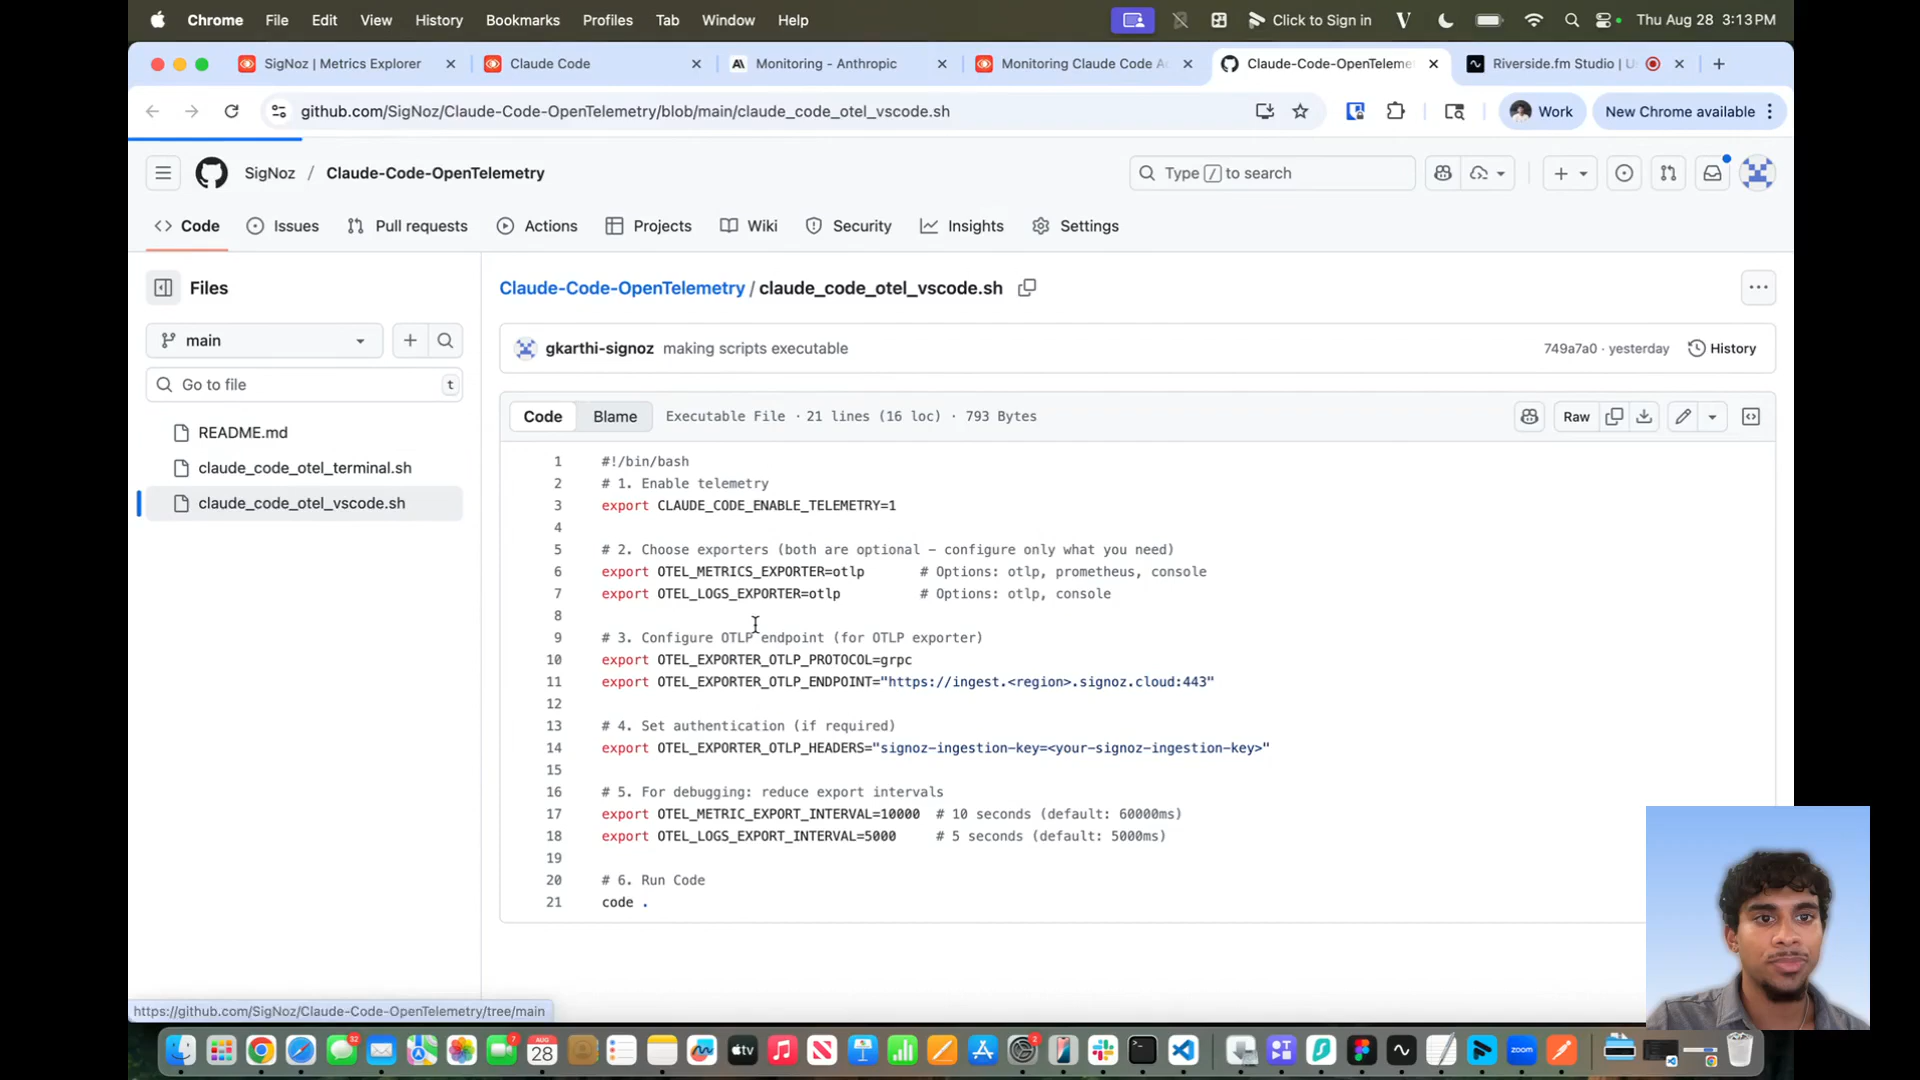 Chrome File Edit View History Bookmarks Profiles Tab Window Help Click to Sign in Thu Aug 28 3:13 PM
SigNoz | Metrics Explorer Claude Code Monitoring - Anthropic Monitoring Claude Code A Claude-Code-OpenTeleme Riverside.fm Studio | U
github.com/SigNoz/Claude-Code-OpenTelemetry/blob/main/claude_code_otel_vscode.sh Work New Chrome available
SigNoz / Claude-Code-OpenTelemetry Type / to search
Code Issues Pull requests Actions Projects Wiki Security Insights Settings
Files
main
Go to file t
README.md
claude_code_otel_terminal.sh
claude_code_otel_vscode.sh
Claude-Code-OpenTelemetry / claude_code_otel_vscode.sh
gkarthi-signoz making scripts executable 749a7a0 · yesterday History
Code Blame Executable File · 21 lines (16 loc) · 793 Bytes Raw
1 #!/bin/bash
2 # 1. Enable telemetry
3 export CLAUDE_CODE_ENABLE_TELEMETRY=1
4
5 # 2. Choose exporters (both are optional - configure only what you need)
6 export OTEL_METRICS_EXPORTER=otlp # Options: otlp, prometheus, console
7 export OTEL_LOGS_EXPORTER=otlp # Options: otlp, console
8
9 # 3. Configure OTLP endpoint (for OTLP exporter)
10 export OTEL_EXPORTER_OTLP_PROTOCOL=grpc
11 export OTEL_EXPORTER_OTLP_ENDPOINT="https://ingest.<region>.signoz.cloud:443"
12
13 # 4. Set authentication (if required)
14 export OTEL_EXPORTER_OTLP_HEADERS="signoz-ingestion-key=<your-signoz-ingestion-key>"
15
16 # 5. For debugging: reduce export intervals
17 export OTEL_METRIC_EXPORT_INTERVAL=10000 # 10 seconds (default: 60000ms)
18 export OTEL_LOGS_EXPORT_INTERVAL=5000 # 5 seconds (default: 5000ms)
19
20 # 6. Run Code
21 code .
https://github.com/SigNoz/Claude-Code-OpenTelemetry/tree/main
32 7 AUG 28 tv 2 zoom